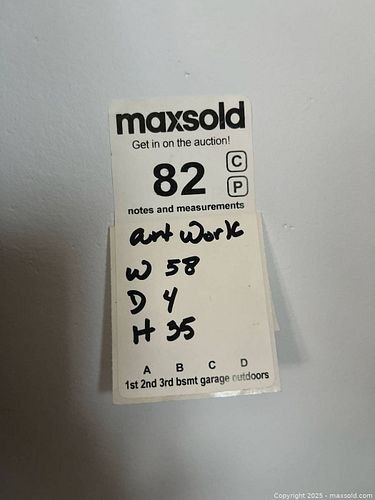 maxsold
Get in on the auction!
82 C
P
notes and measurements
art Work
W 58
D 4
H 35
A B C D
1st 2nd 3rd bsmt garage outdoors
Copyright © 2025 - maxsold.com